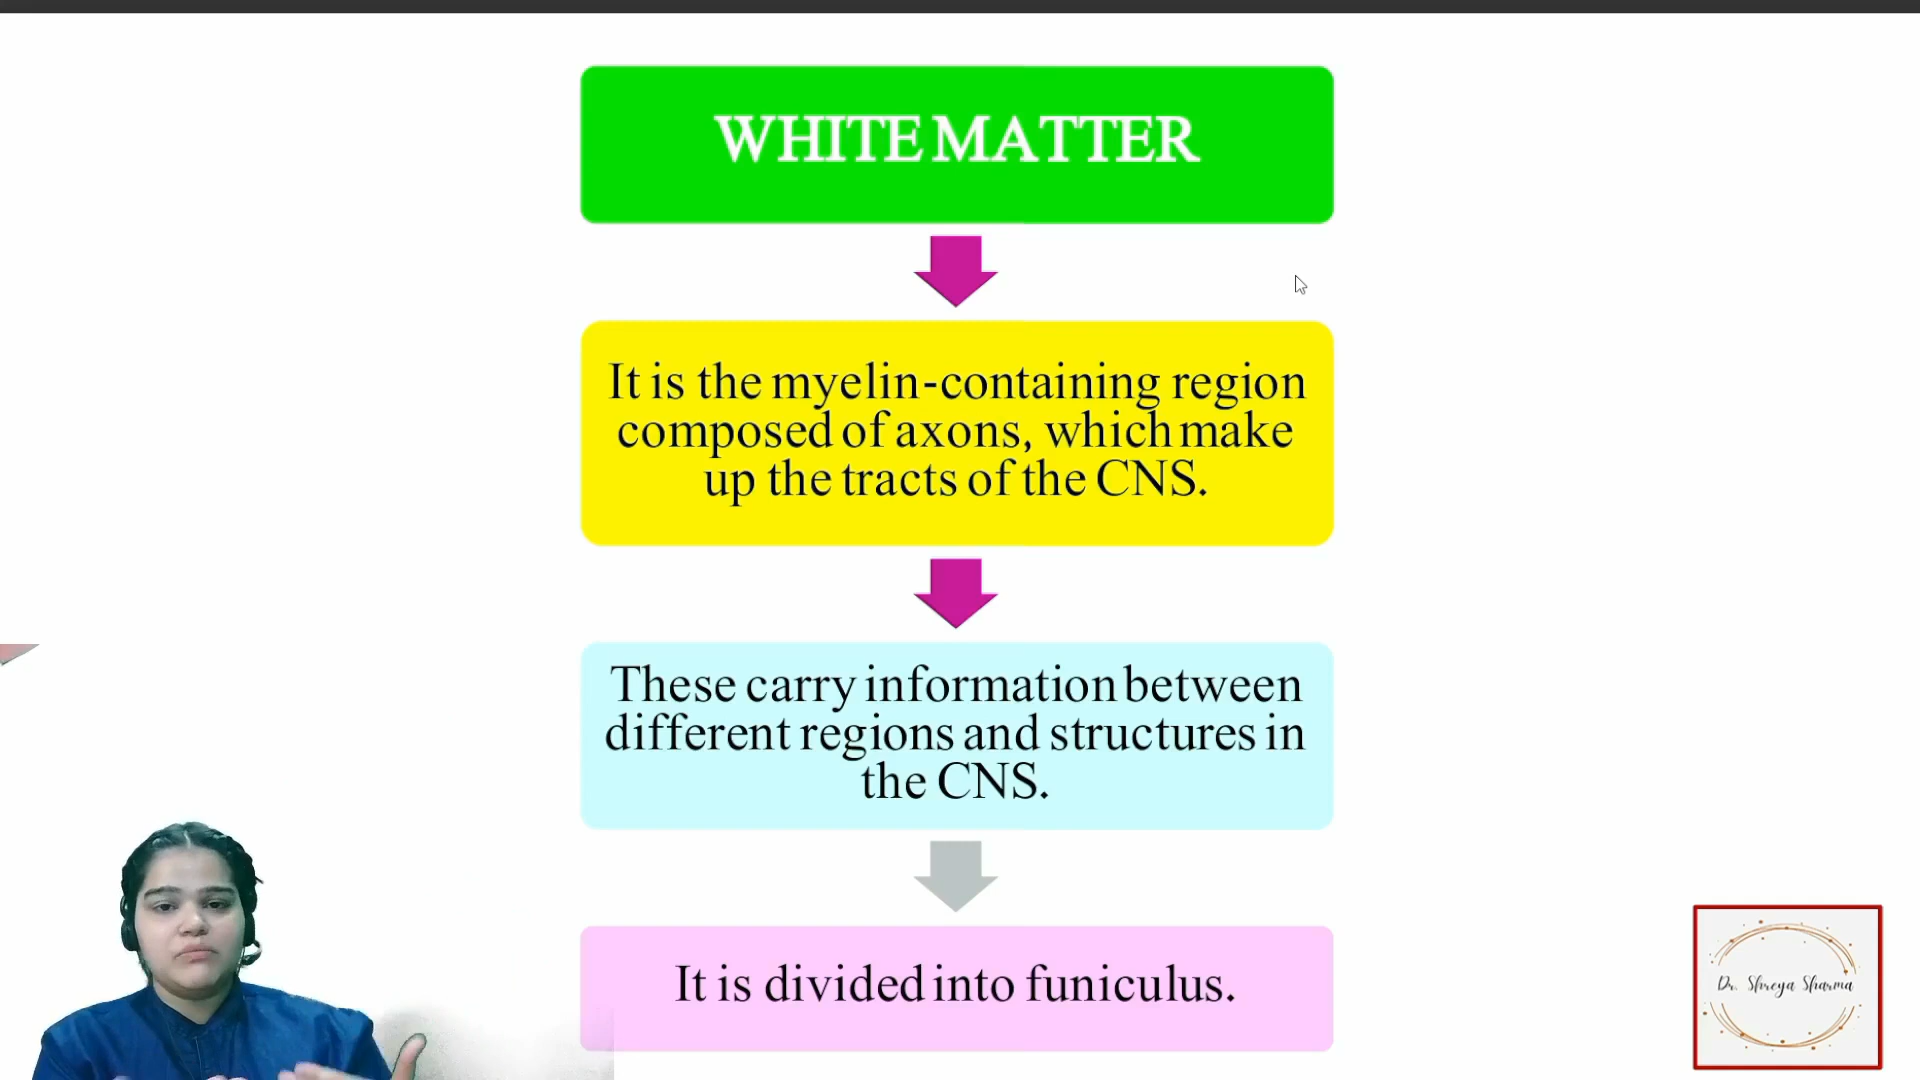 WHITE MATTER
It is the myelin-containing region
composed of axons, which make
up the tracts of the CNS.
These carry information between
different regions and structures in
the CNS.
It is divided into funiculus.
Dr. Shreya Sharma